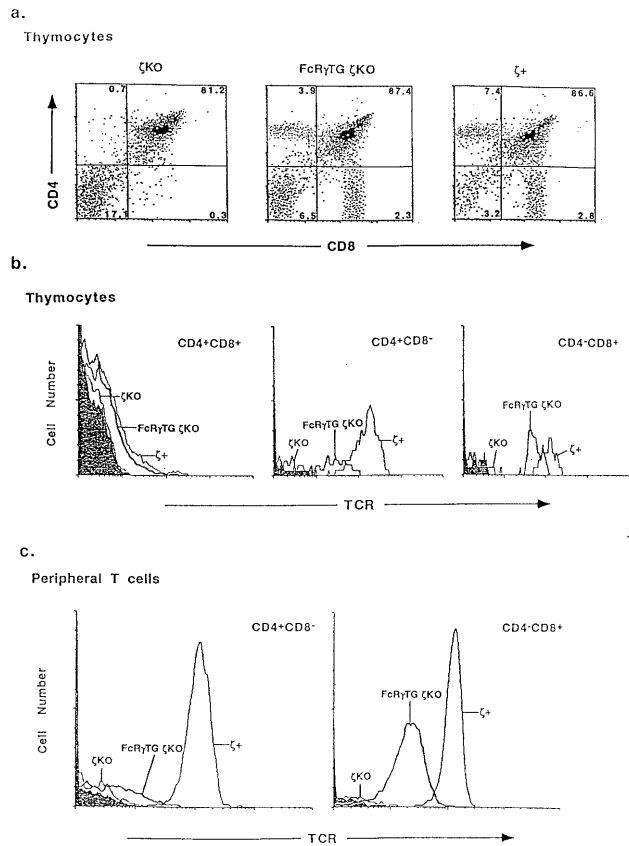 a.
Thymocytes
ζKO
FcRγTG ζKO
ζ+
0.7 81.2
17.1 0.3
3.9 87.4
6.5 2.3
7.4 86.6
3.2 2.8
CD4
CD8
b.
Thymocytes
Cell Number
CD4+CD8+
ζKO
FcRγTG ζKO
ζ+
CD4+CD8-
ζKO
FcRγTG ζKO
ζ+
CD4-CD8+
FcRγTG ζKO
ζKO
ζ+
TCR
c.
Peripheral T cells
Cell Number
CD4+CD8-
ζKO
FcRγTG ζKO
ζ+
CD4-CD8+
FcRγTG ζKO
ζKO
ζ+
TCR